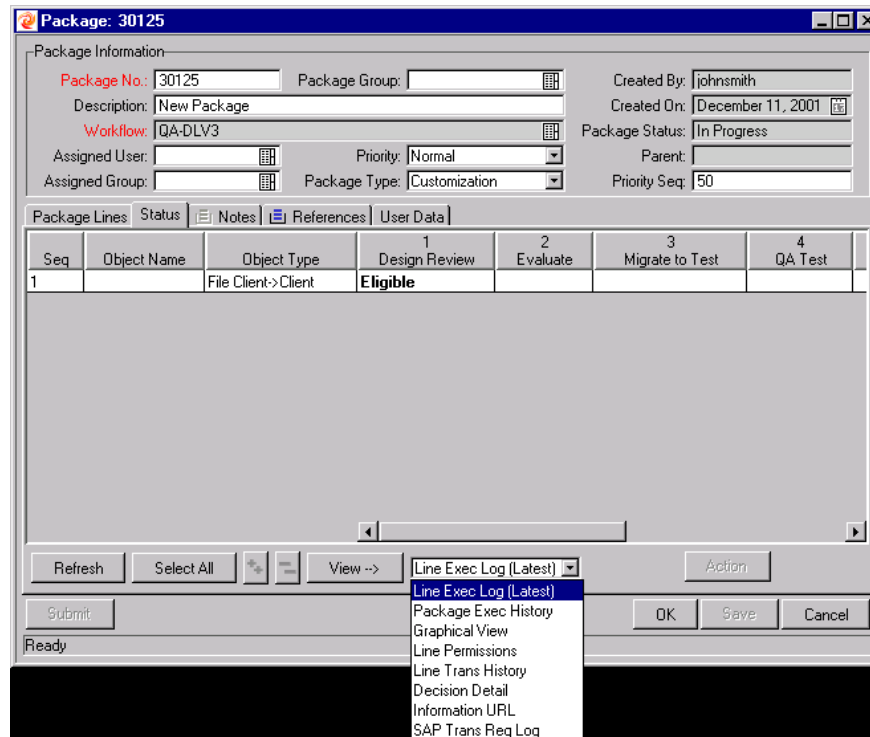 Package: 30125
Package Information
Package No.: 30125 Package Group: Created By: johnsmith
Description: New Package Created On: December 11, 2001
Workflow: QA-DLV3 Package Status: In Progress
Assigned User: Priority: Normal Parent:
Assigned Group: Package Type: Customization Priority Seq: 50
Package Lines Status Notes References User Data
1 2 3 4
Seq Object Name Object Type Design Review Evaluate Migrate to Test QA Test
1 File Client->Client Eligible
Refresh Select All View --> Line Exec Log (Latest) Action
Line Exec Log (Latest)
Submit Package Exec History OK Save Cancel
Graphical View
Ready Line Permissions
Line Trans History
Decision Detail
Information URL
SAP Trans Req Log